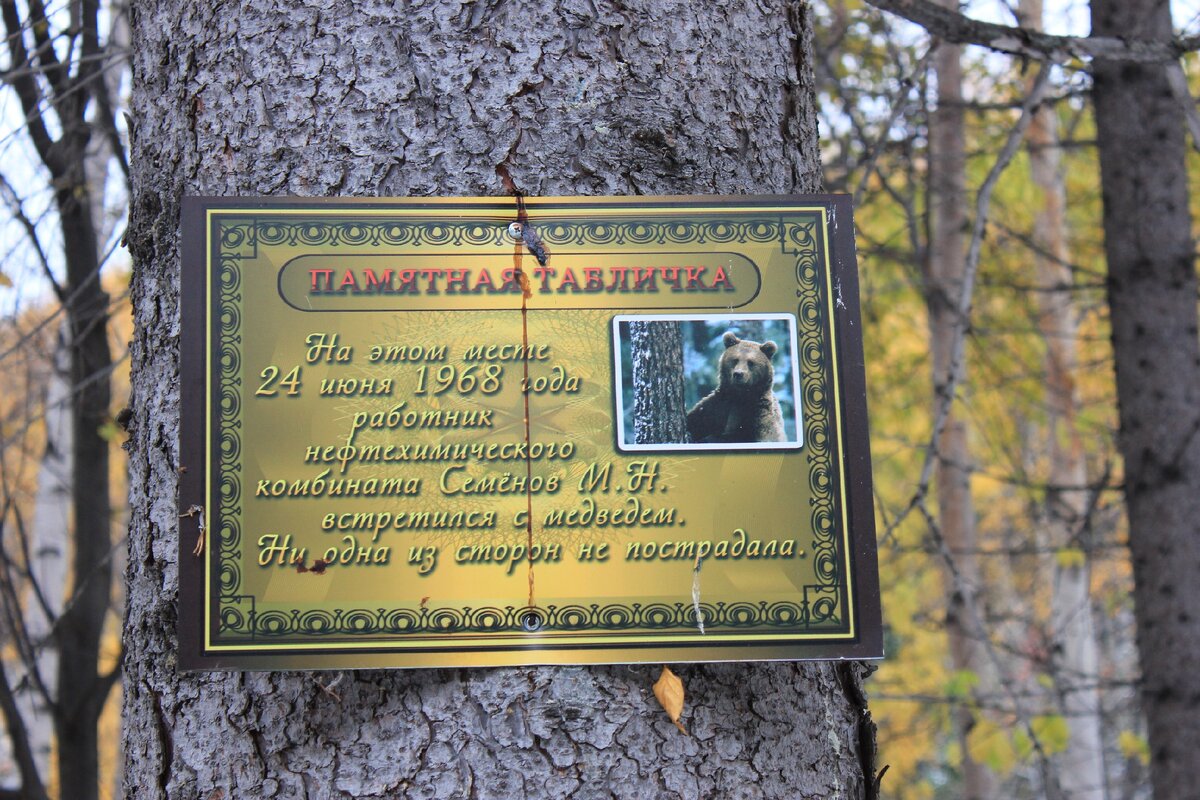 ПАМЯТНАЯ ТАБЛИЧКА
На этом месте
24 июня 1968 года
работник
нефтехимического
комбината Семёнов М.Н.
встретился с медведем.
Ни одна из сторон не пострадала.